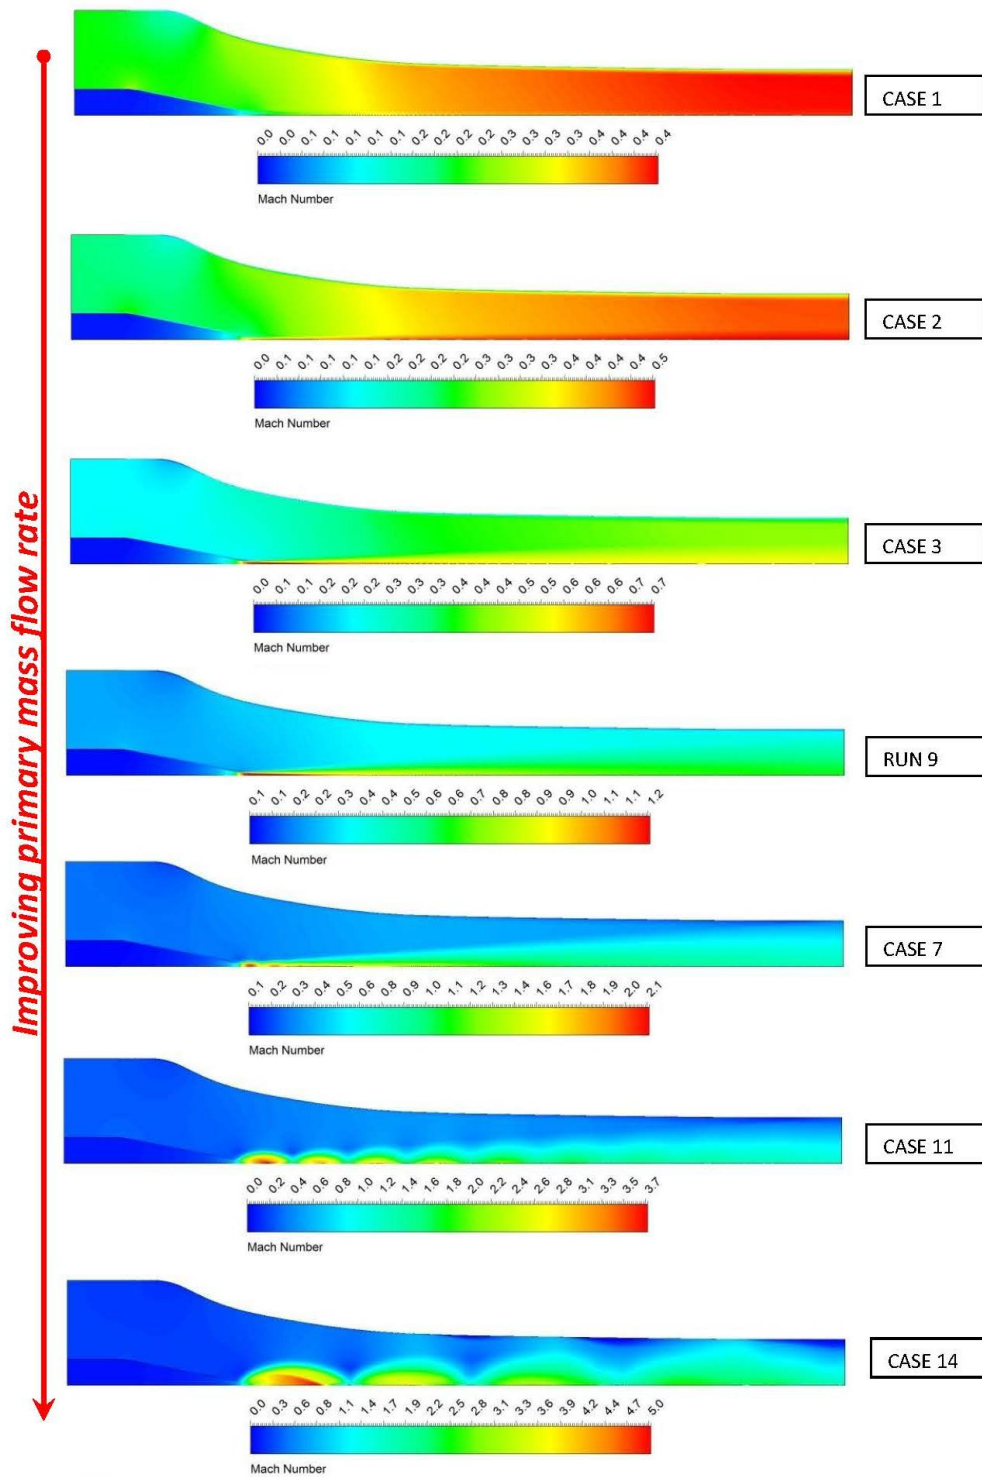 Improving primary mass flow rate
CASE 1
0.0 0.0 0.1 0.1 0.1 0.1 0.1 0.2 0.2 0.2 0.2 0.3 0.3 0.3 0.3 0.4 0.4 0.4 0.4
Mach Number
CASE 2
0.0 0.1 0.1 0.1 0.1 0.1 0.2 0.2 0.2 0.2 0.3 0.3 0.3 0.3 0.4 0.4 0.4 0.4 0.5
Mach Number
CASE 3
0.0 0.1 0.1 0.2 0.2 0.2 0.3 0.3 0.3 0.4 0.4 0.4 0.5 0.5 0.6 0.6 0.6 0.7 0.7
Mach Number
RUN 9
0.1 0.1 0.2 0.2 0.3 0.4 0.4 0.5 0.6 0.6 0.7 0.8 0.8 0.9 0.9 1.0 1.1 1.1 1.2
Mach Number
CASE 7
0.1 0.2 0.3 0.4 0.5 0.6 0.8 0.9 1.0 1.1 1.2 1.3 1.4 1.6 1.7 1.8 1.9 2.0 2.1
Mach Number
CASE 11
0.0 0.2 0.4 0.6 0.8 1.0 1.2 1.4 1.6 1.8 2.0 2.2 2.4 2.6 2.8 3.1 3.3 3.5 3.7
Mach Number
CASE 14
0.0 0.3 0.6 0.8 1.1 1.4 1.7 1.9 2.2 2.5 2.8 3.1 3.3 3.6 3.9 4.2 4.4 4.7 5.0
Mach Number